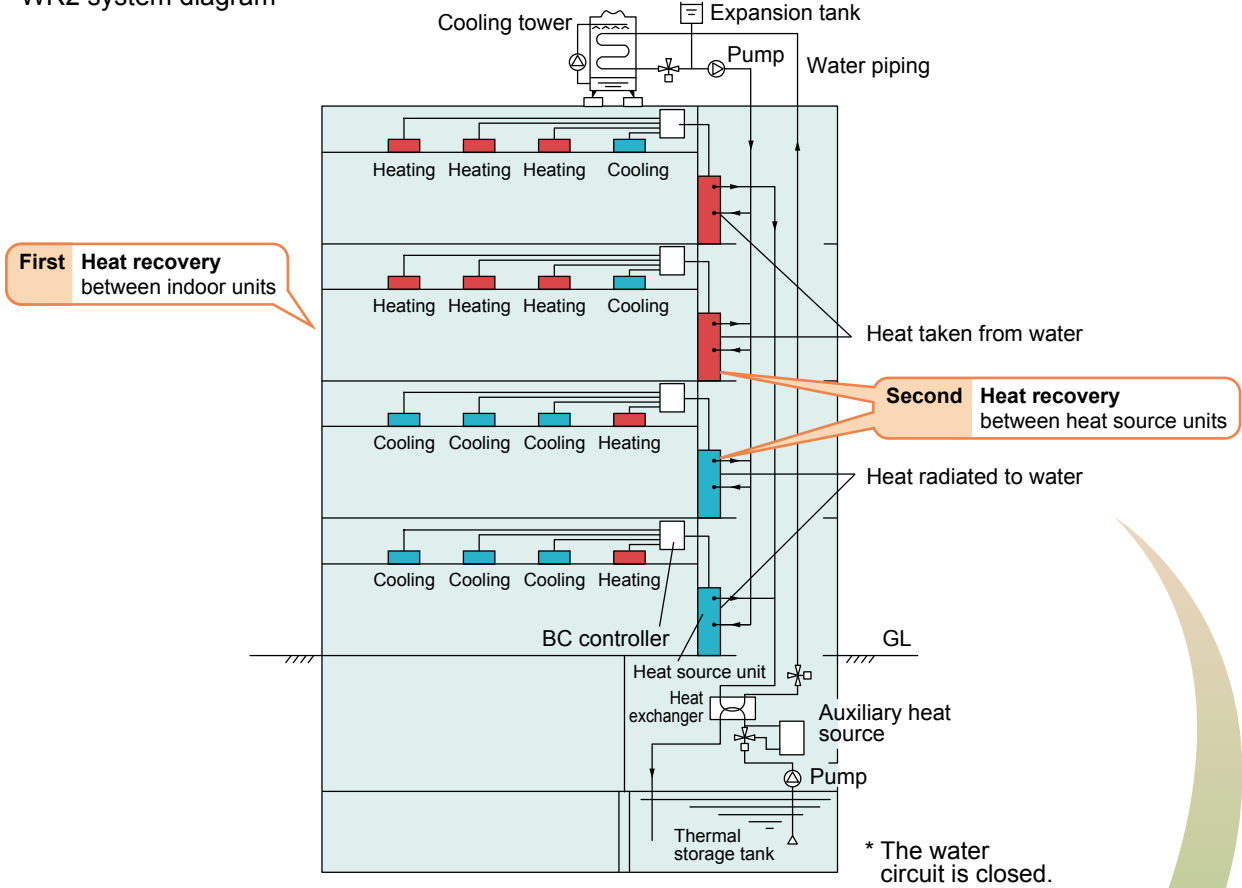 WR2 system diagram
Cooling tower
Expansion tank
Pump
Water piping
Heating Heating Heating Cooling
First Heat recovery
between indoor units
Heating Heating Heating Cooling
Heat taken from water
Second Heat recovery
between heat source units
Cooling Cooling Cooling Heating
Heat radiated to water
Cooling Cooling Cooling Heating
BC controller
GL
Heat source unit
Heat
exchanger
Auxiliary heat
source
Pump
Thermal
storage tank
* The water
circuit is closed.